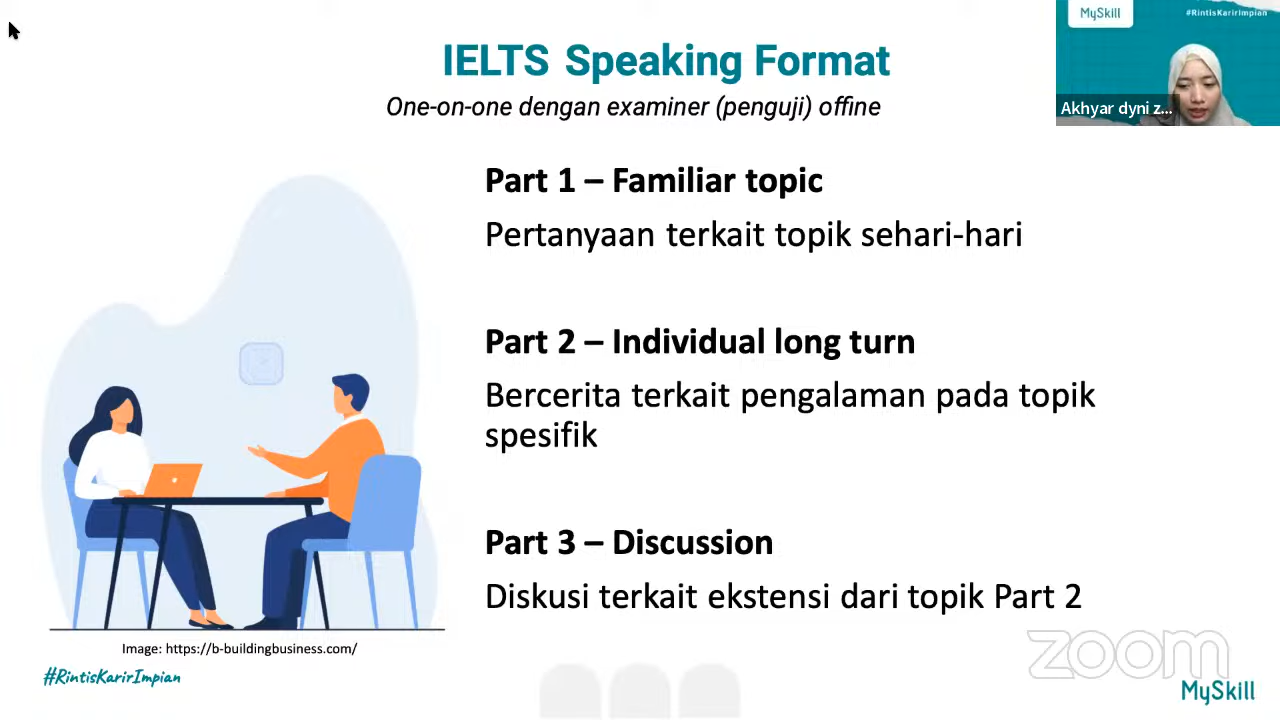 MySkill
#RintisKarirImpian
IELTS Speaking Format
One-on-one dengan examiner (penguji) offine
Akhyar dyni z...
Part 1 – Familiar topic
Pertanyaan terkait topik sehari-hari
Part 2 – Individual long turn
Bercerita terkait pengalaman pada topik
spesifik
Part 3 – Discussion
Diskusi terkait ekstensi dari topik Part 2
Image: https://b-buildingbusiness.com/
zoom
#RintisKarirImpian
MySkill